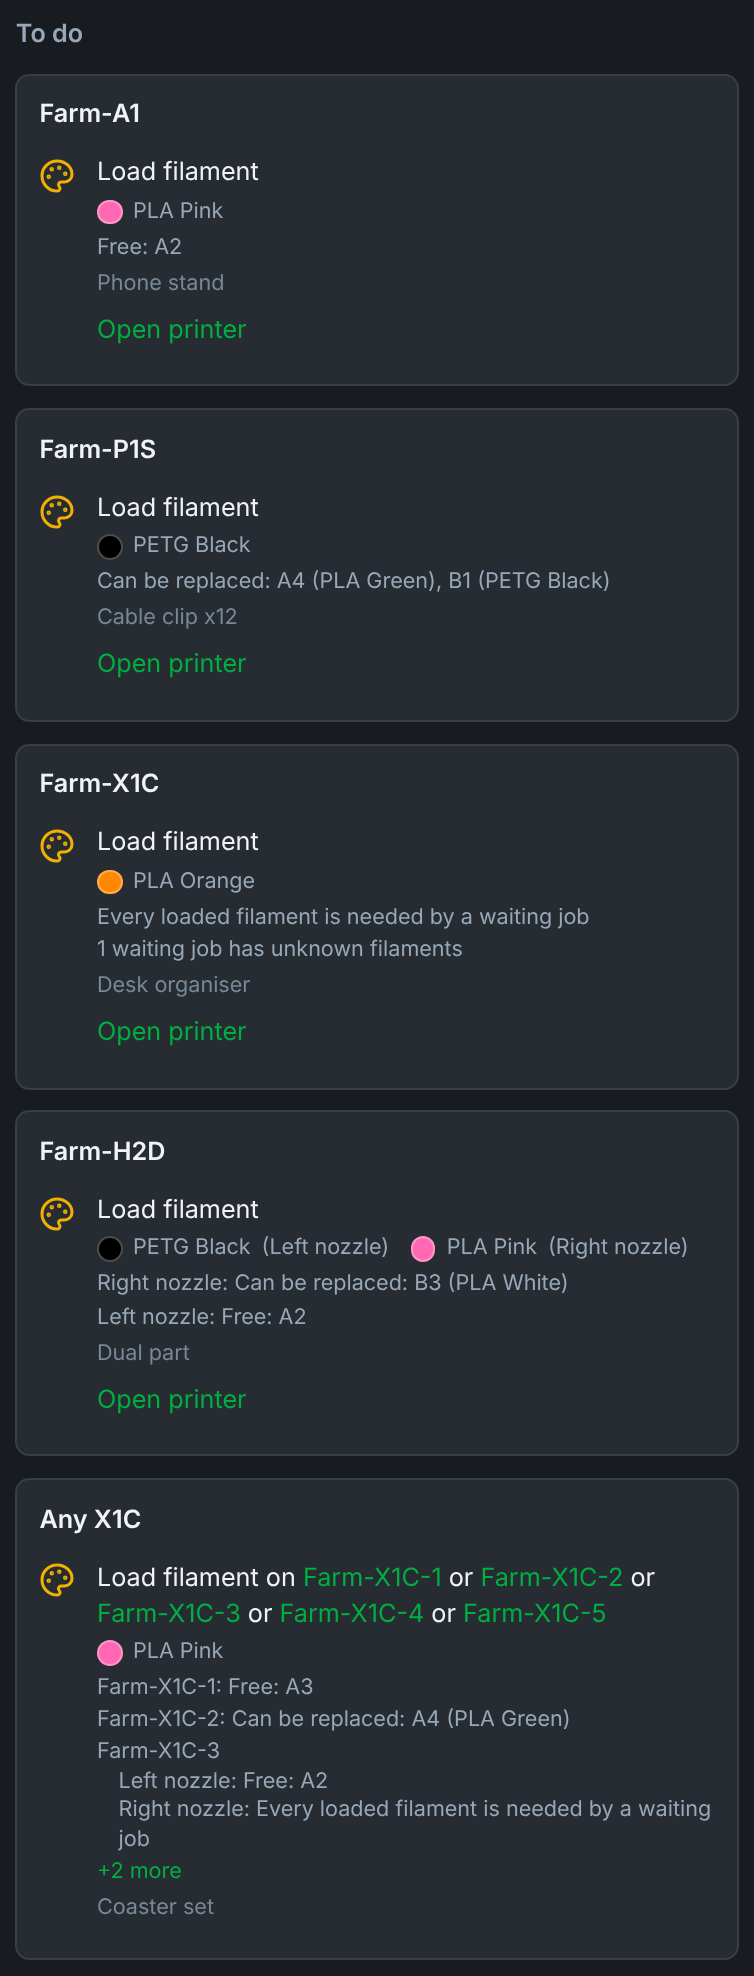 To do
Farm-A1
Load filament
PLA Pink
Free: A2
Phone stand
Open printer
Farm-P1S
Load filament
PETG Black
Can be replaced: A4 (PLA Green), B1 (PETG Black)
Cable clip x12
Open printer
Farm-X1C
Load filament
PLA Orange
Every loaded filament is needed by a waiting job
1 waiting job has unknown filaments
Desk organiser
Open printer
Farm-H2D
Load filament
PETG Black (Left nozzle) PLA Pink (Right nozzle)
Right nozzle: Can be replaced: B3 (PLA White)
Left nozzle: Free: A2
Dual part
Open printer
Any X1C
Load filament on Farm-X1C-1 or Farm-X1C-2 or
Farm-X1C-3 or Farm-X1C-4 or Farm-X1C-5
PLA Pink
Farm-X1C-1: Free: A3
Farm-X1C-2: Can be replaced: A4 (PLA Green)
Farm-X1C-3
Left nozzle: Free: A2
Right nozzle: Every loaded filament is needed by a waiting
job
+2 more
Coaster set